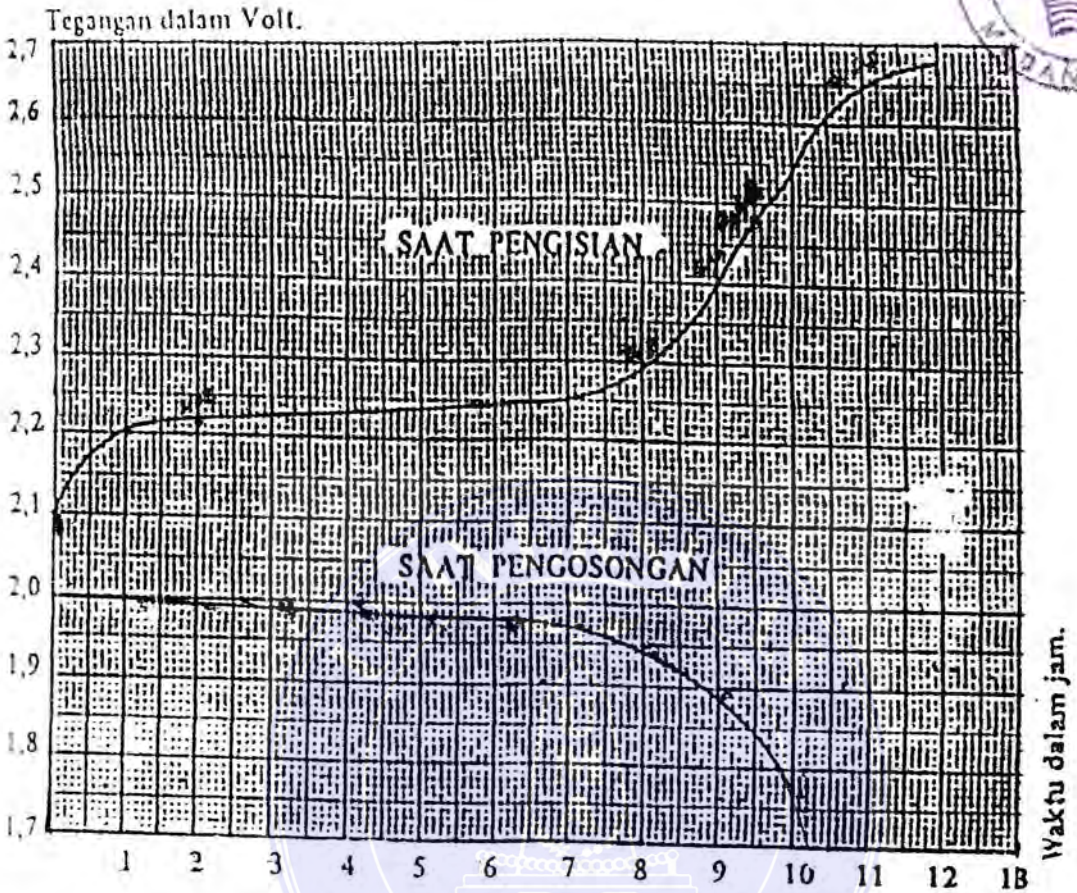 Tegangan dalam Volt.
2,7
2,6
2,5
2,4
2,3
2,2
2,1
2,0
1,9
1,8
1,7
SAAT PENGISIAN
SAAT PENGOSONGAN
1 2 3 4 5 6 7 8 9 10 11 12 13
Waktu dalam jam.